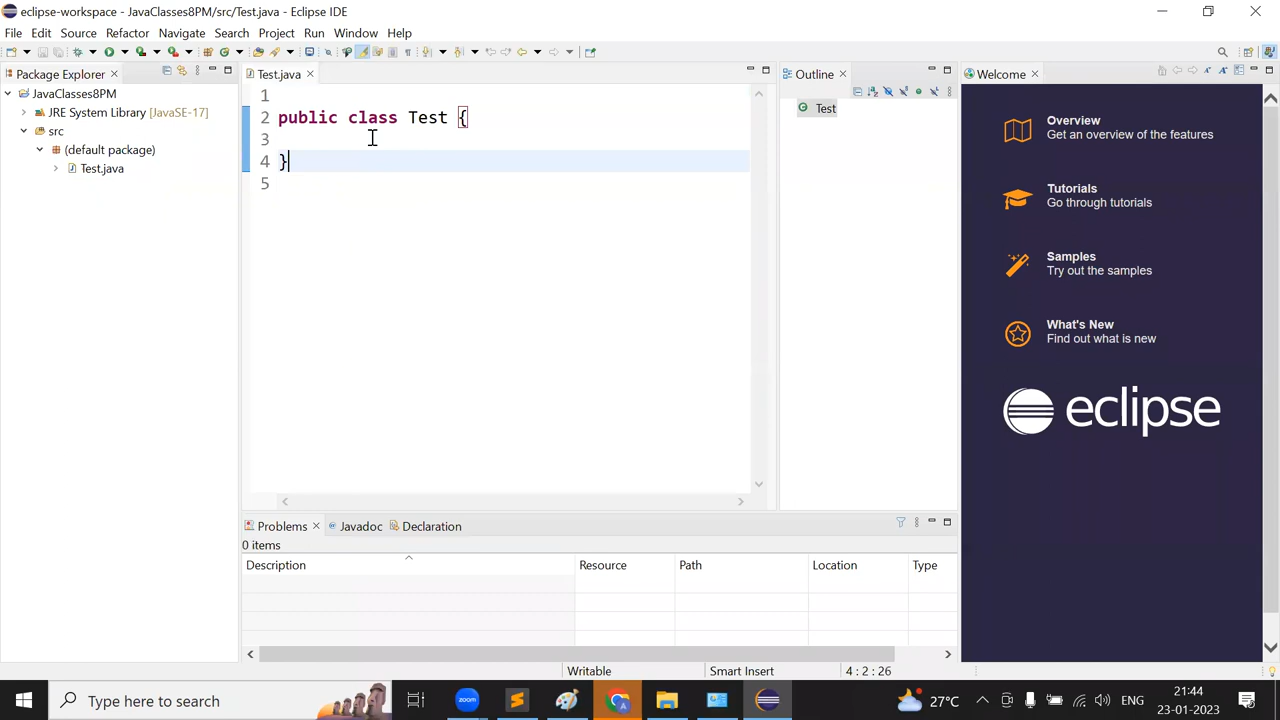 eclipse-workspace - JavaClasses8PM/src/Test.java - Eclipse IDE
File Edit Source Refactor Navigate Search Project Run Window Help
Package Explorer
JavaClasses8PM
JRE System Library [JavaSE-17]
src
(default package)
Test.java
Test.java
1
2 public class Test {
3
4 }
5
Outline
Test
Welcome
Overview
Get an overview of the features
Tutorials
Go through tutorials
Samples
Try out the samples
What's New
Find out what is new
eclipse
Problems Javadoc Declaration
0 items
Description Resource Path Location Type
Writable Smart Insert 4 : 2 : 26
Type here to search
zoom
27°C
ENG
21:44
23-01-2023